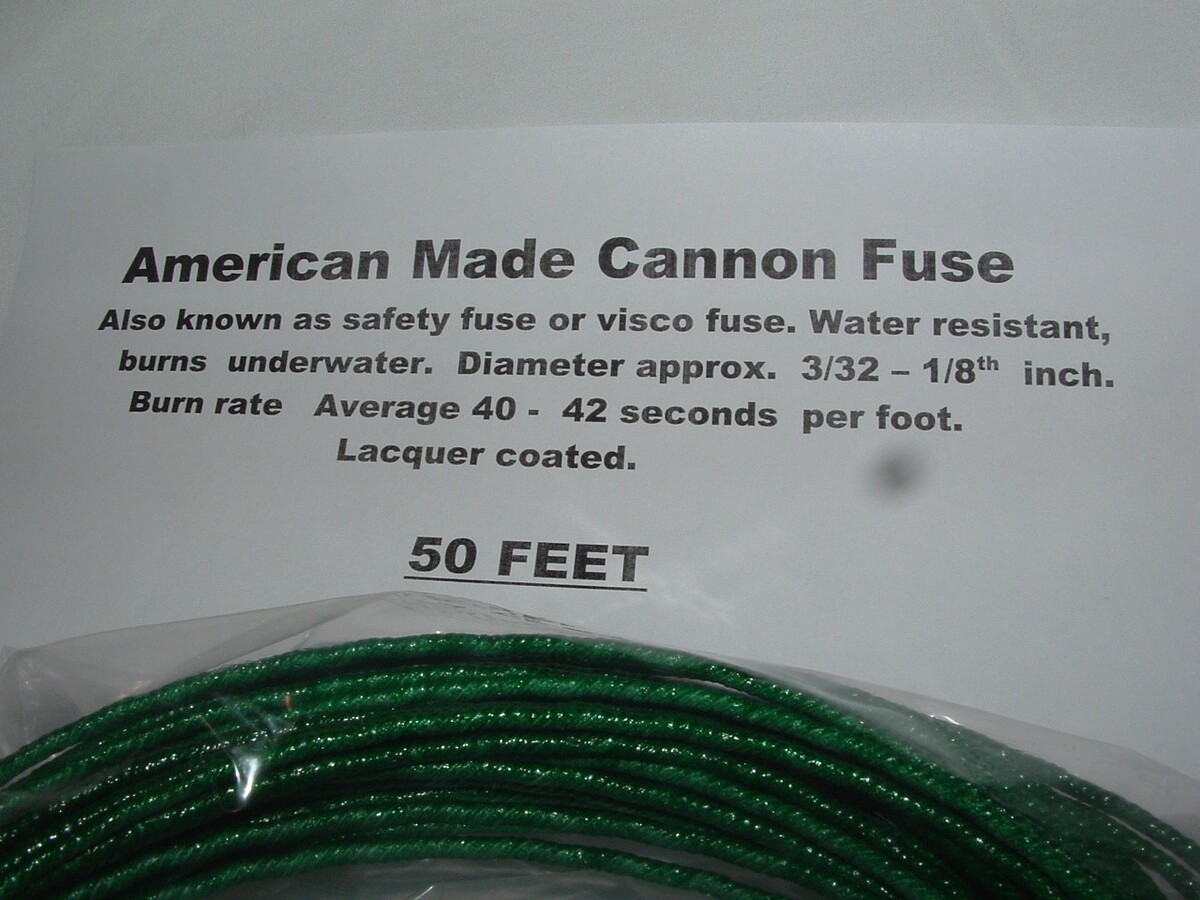 American Made Cannon Fuse
Also known as safety fuse or visco fuse. Water resistant,
burns underwater. Diameter approx. 3/32 – 1/8th inch.
Burn rate Average 40 - 42 seconds per foot.
Lacquer coated.
50 FEET